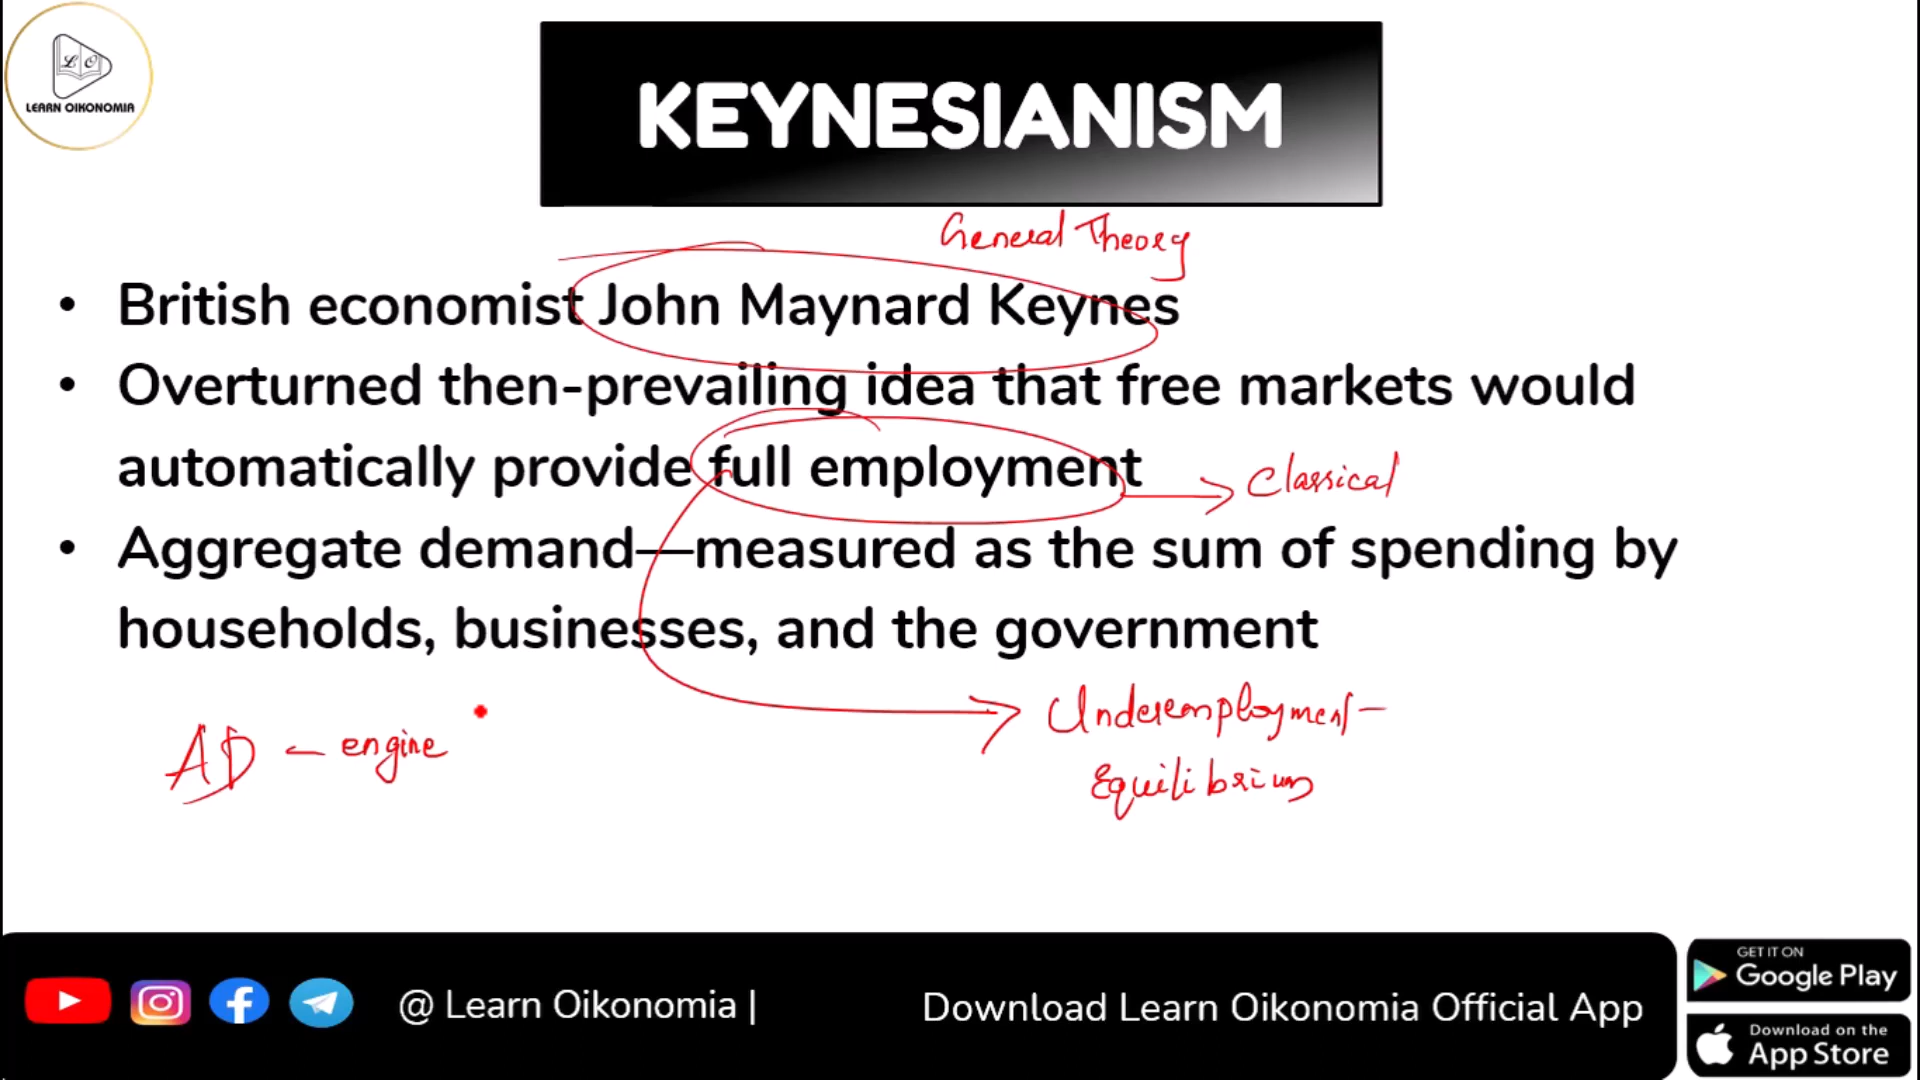 LO
LEARN OIKONOMIA
KEYNESIANISM
General Theory
• British economist John Maynard Keynes
• Overturned then-prevailing idea that free markets would
automatically provide full employment
Classical
• Aggregate demand—measured as the sum of spending by
households, businesses, and the government
Underemployment-
Equilibrium
AD - engine
@ Learn Oikonomia |
Download Learn Oikonomia Official App
GET IT ON
Google Play
Download on the
App Store